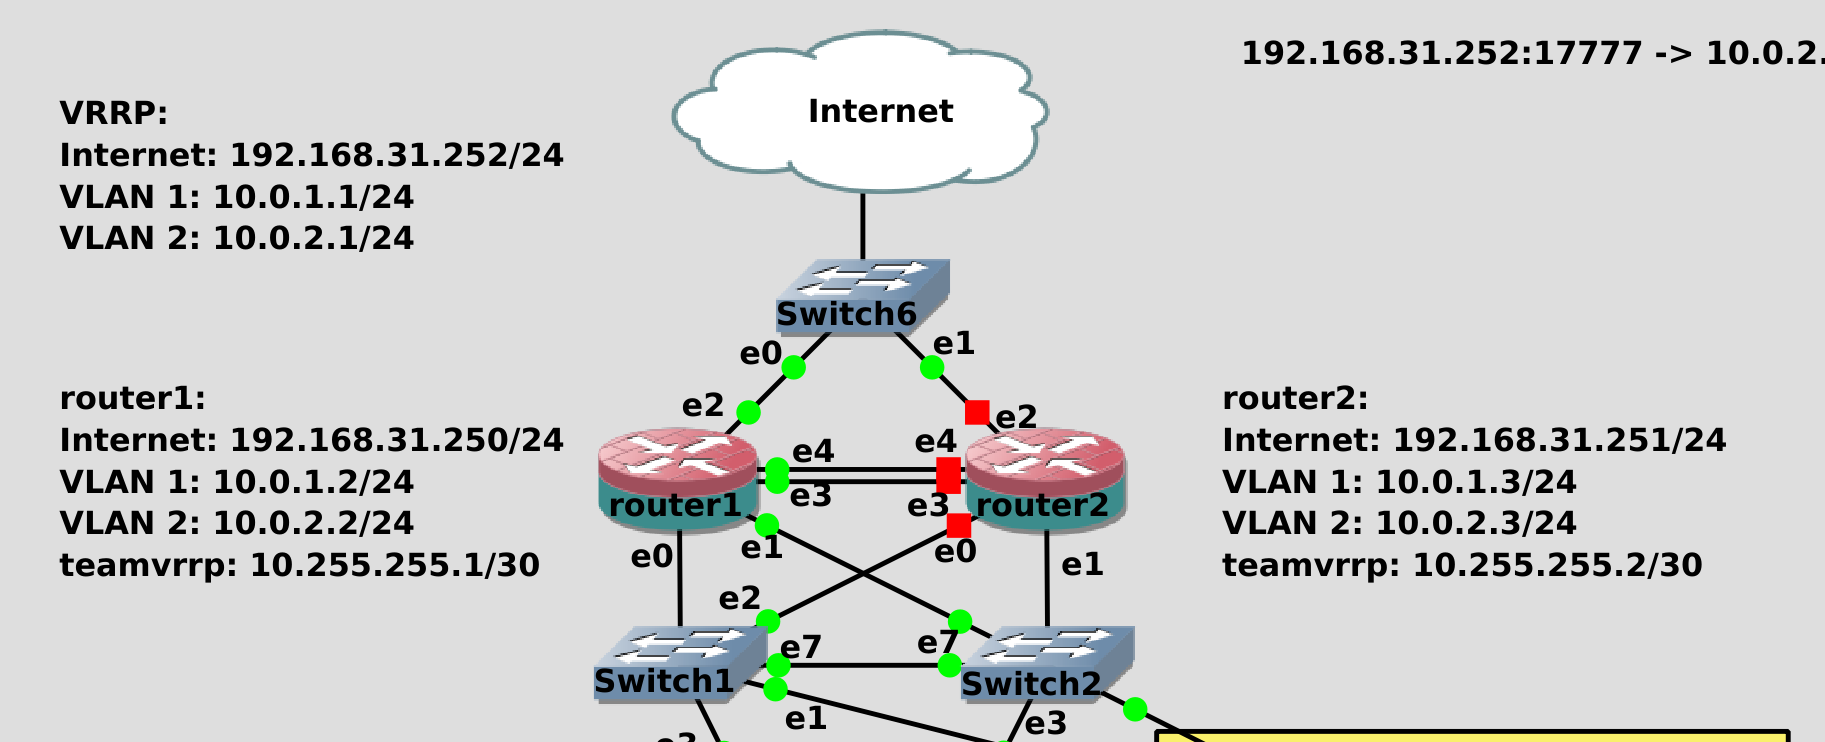 192.168.31.252:17777 -> 10.0.2.
VRRP:
Internet: 192.168.31.252/24
VLAN 1: 10.0.1.1/24
VLAN 2: 10.0.2.1/24
Internet
Switch6
e0
e1
e2
e2
router1:
Internet: 192.168.31.250/24
VLAN 1: 10.0.1.2/24
VLAN 2: 10.0.2.2/24
teamvrrp: 10.255.255.1/30
e4
e4
e3
e3
router1
router2
e0
e1
e0
e1
router2:
Internet: 192.168.31.251/24
VLAN 1: 10.0.1.3/24
VLAN 2: 10.0.2.3/24
teamvrrp: 10.255.255.2/30
e2
e7
e7
Switch1
Switch2
e1
e3
e3